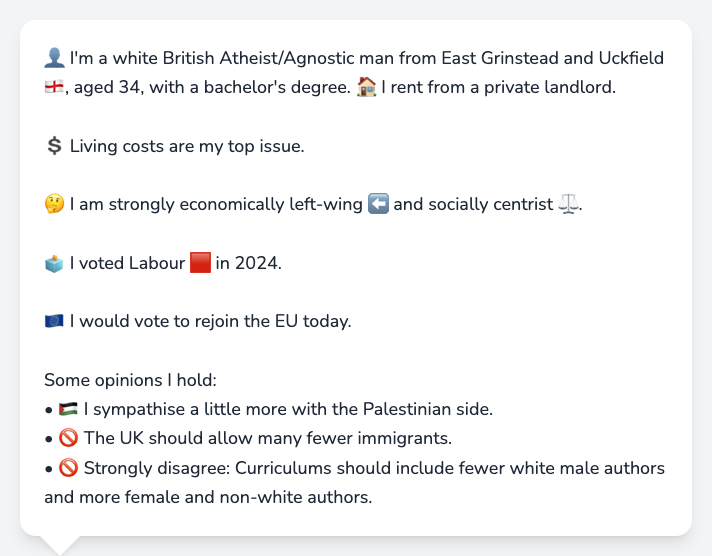 👤 I'm a white British Atheist/Agnostic man from East Grinstead and Uckfield
🏴󠁧󠁢󠁥󠁮󠁧󠁿, aged 34, with a bachelor's degree. 🏠 I rent from a private landlord.
💲 Living costs are my top issue.
🤔 I am strongly economically left-wing ⬅️ and socially centrist ⚖️.
🗳️ I voted Labour 🟥 in 2024.
🇪🇺 I would vote to rejoin the EU today.
Some opinions I hold:
• 🇵🇸 I sympathise a little more with the Palestinian side.
• 🚫 The UK should allow many fewer immigrants.
• 🚫 Strongly disagree: Curriculums should include fewer white male authors
and more female and non-white authors.